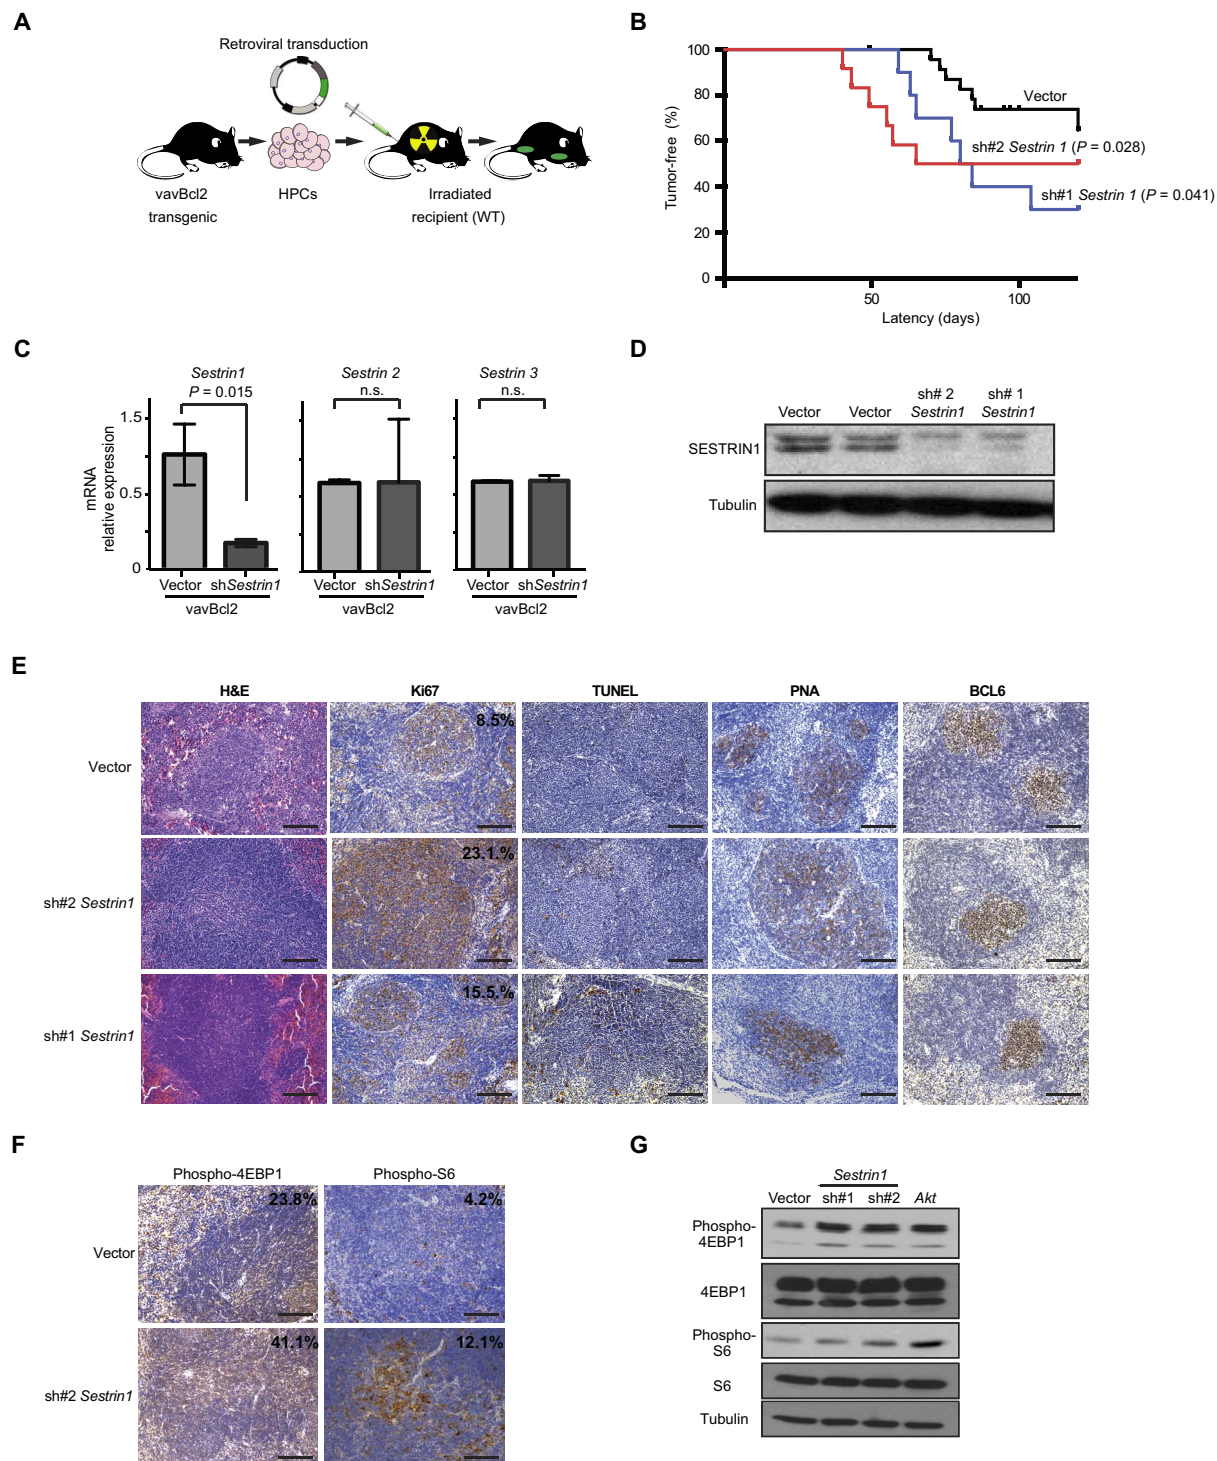 A
Retroviral transduction
vavBcl2
transgenic
HPCs
Irradiated
recipient (WT)
B
Tumor-free (%)
100
80
60
40
20
0
50
100
Latency (days)
Vector
sh#2 Sestrin 1 (P = 0.028)
sh#1 Sestrin 1 (P = 0.041)
C
mRNA
relative expression
1.5
0.5
0
Sestrin1
P = 0.015
Vector shSestrin1
vavBcl2
Sestrin 2
n.s.
Vector shSestrin1
vavBcl2
Sestrin 3
n.s.
Vector shSestrin1
vavBcl2
D
Vector
Vector
sh# 2
Sestrin1
sh# 1
Sestrin1
SESTRIN1
Tubulin
E
H&E
Ki67
TUNEL
PNA
BCL6
Vector
8.5%
sh#2 Sestrin1
23.1.%
sh#1 Sestrin1
15.5.%
F
Phospho-4EBP1
Phospho-S6
Vector
23.8%
4.2%
sh#2 Sestrin1
41.1%
12.1%
G
Sestrin1
Vector sh#1 sh#2 Akt
Phospho-
4EBP1
4EBP1
Phospho-
S6
S6
Tubulin